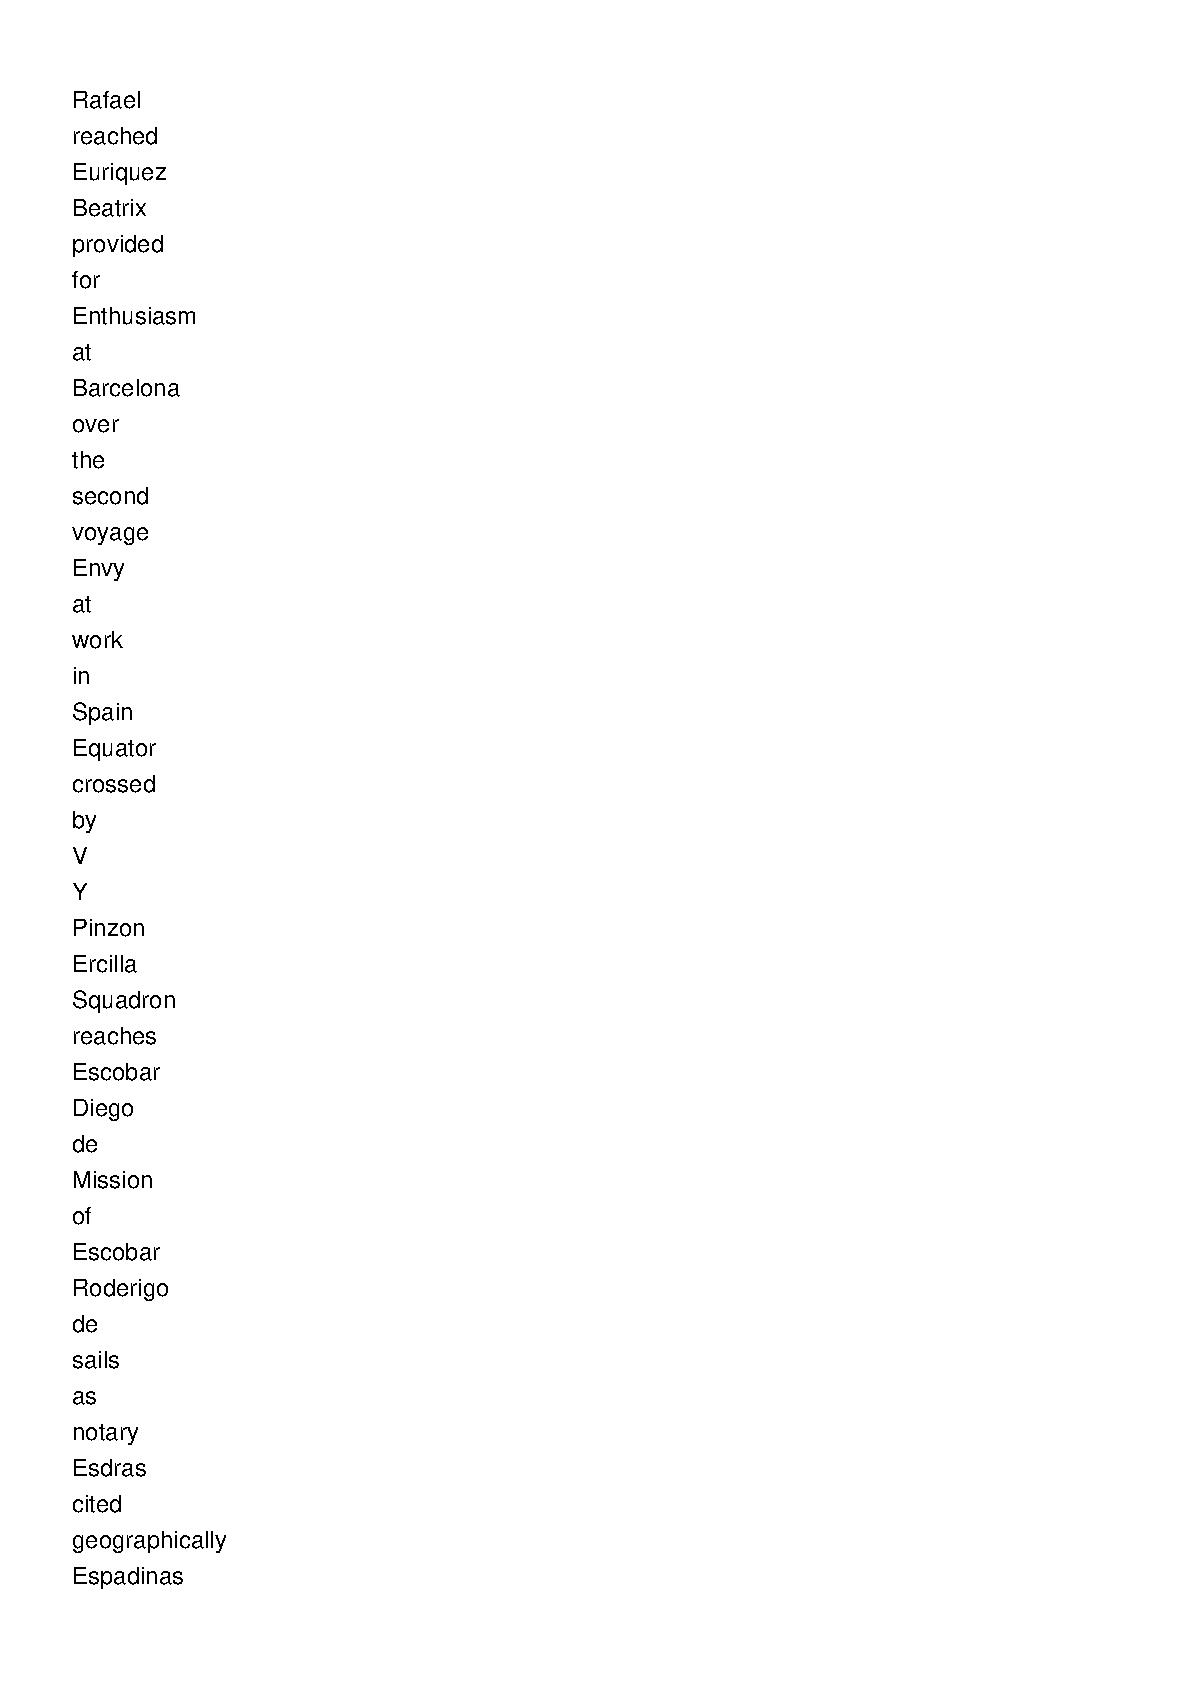 Rafael
reached
Euriquez
Beatrix
provided
for
Enthusiasm
at
Barcelona
over
the
second
voyage
Envy
at
work
in
Spain
Equator
crossed
by
V
Y
Pinzon
Ercilla
Squadron
reaches
Escobar
Diego
de
Mission
of
Escobar
Roderigo
de
sails
as
notary
Esdras
cited
geographically
Espadinas